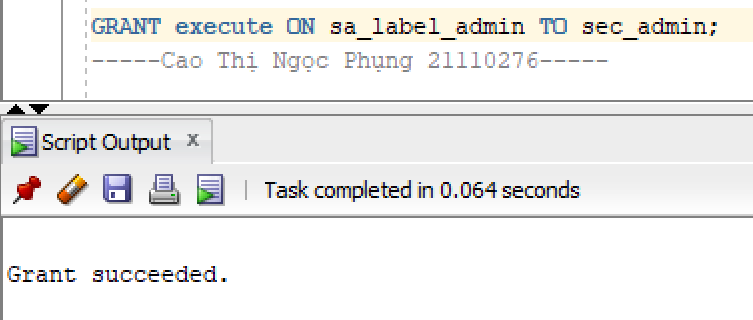 GRANT execute ON sa_label_admin TO sec_admin;
-----Cao Thị Ngọc Phụng 21110276-----
Script Output x
Task completed in 0.064 seconds
Grant succeeded.